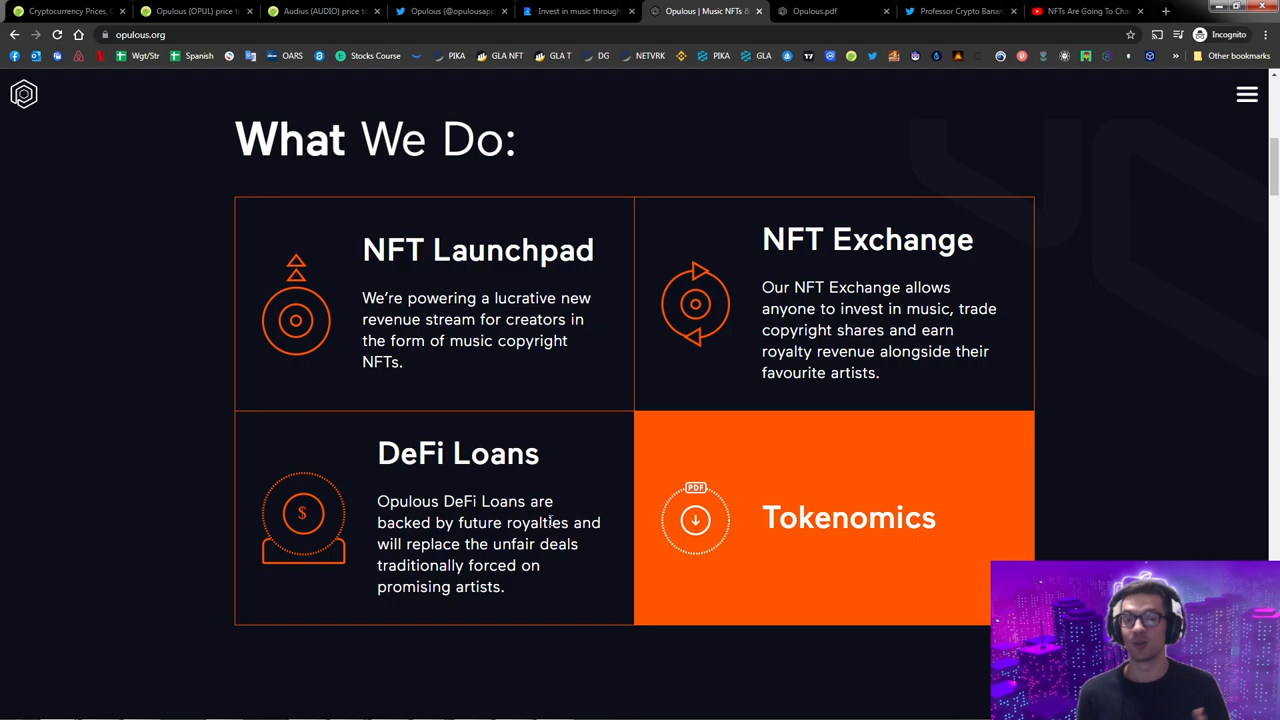 Cryptocurrency Prices,
Opulous (OPUL) price t
Audius (AUDIO) price to
Opulous (@opulousapp
Invest in music through
Opulous | Music NFTs &
Opulous.pdf
Professor Crypto Banan
NFTs Are Going To Cha
opulous.org
Incognito
Wgt/Str
Spanish
OARS
Stocks Course
PIKA
GLA NFT
GLA T
DG
NETVRK
PIKA
GLA
Other bookmarks
What We Do:
NFT Launchpad
We're powering a lucrative new
revenue stream for creators in
the form of music copyright
NFTs.
NFT Exchange
Our NFT Exchange allows
anyone to invest in music, trade
copyright shares and earn
royalty revenue alongside their
favourite artists.
DeFi Loans
Opulous DeFi Loans are
backed by future royalties and
will replace the unfair deals
traditionally forced on
promising artists.
PDF
Tokenomics